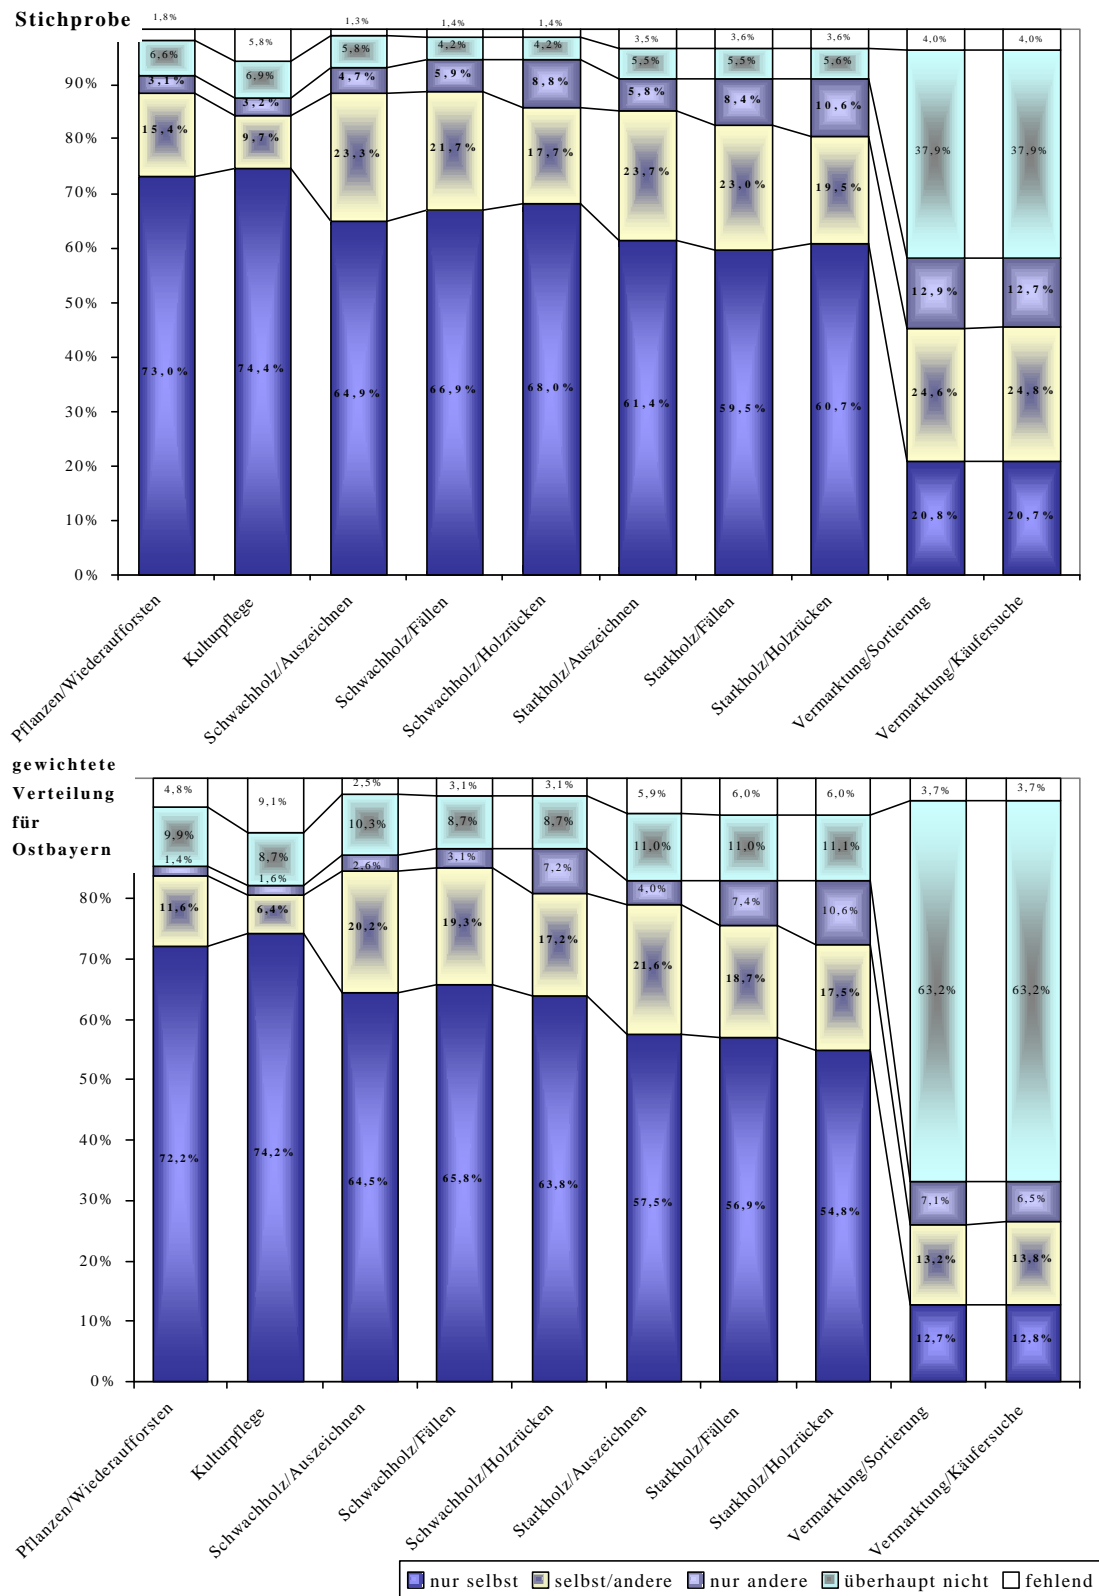 Stichprobe
1,8% 5,8% 1,3% 1,4% 1,4% 3,5% 3,6% 3,6% 4,0% 4,0%
6,6% 6,9% 5,8% 4,2% 4,2% 5,5% 5,5% 5,6% 37,9% 37,9%
3,1% 3,2% 4,7% 5,9% 8,8% 5,8% 8,4% 10,6% 12,9% 12,7%
15,4% 9,7% 23,3% 21,7% 17,7% 23,7% 23,0% 19,5% 24,6% 24,8%
73,0% 74,4% 64,9% 66,9% 68,0% 61,4% 59,5% 60,7% 20,8% 20,7%
90%
80%
70%
60%
50%
40%
30%
20%
10%
0%
Pflanzen/Wiederaufforsten
Kulturpflege
Schwachholz/Auszeichnen
Schwachholz/Fällen
Schwachholz/Holzrücken
Starkholz/Auszeichnen
Starkholz/Fällen
Starkholz/Holzrücken
Vermarktung/Sortierung
Vermarktung/Käufersuche
gewichtete
Verteilung
für
Ostbayern
4,8% 9,1% 2,5% 3,1% 3,1% 5,9% 6,0% 6,0% 3,7% 3,7%
9,9% 8,7% 10,3% 8,7% 8,7% 11,0% 11,0% 11,1% 63,2% 63,2%
1,4% 1,6% 2,6% 3,1% 7,2% 4,0% 7,4% 10,6% 7,1% 6,5%
11,6% 6,4% 20,2% 19,3% 17,2% 21,6% 18,7% 17,5% 13,2% 13,8%
72,2% 74,2% 64,5% 65,8% 63,8% 57,5% 56,9% 54,8% 12,7% 12,8%
80%
70%
60%
50%
40%
30%
20%
10%
0%
Pflanzen/Wiederaufforsten
Kulturpflege
Schwachholz/Auszeichnen
Schwachholz/Fällen
Schwachholz/Holzrücken
Starkholz/Auszeichnen
Starkholz/Fällen
Starkholz/Holzrücken
Vermarktung/Sortierung
Vermarktung/Käufersuche
nur selbst selbst/andere nur andere überhaupt nicht fehlend